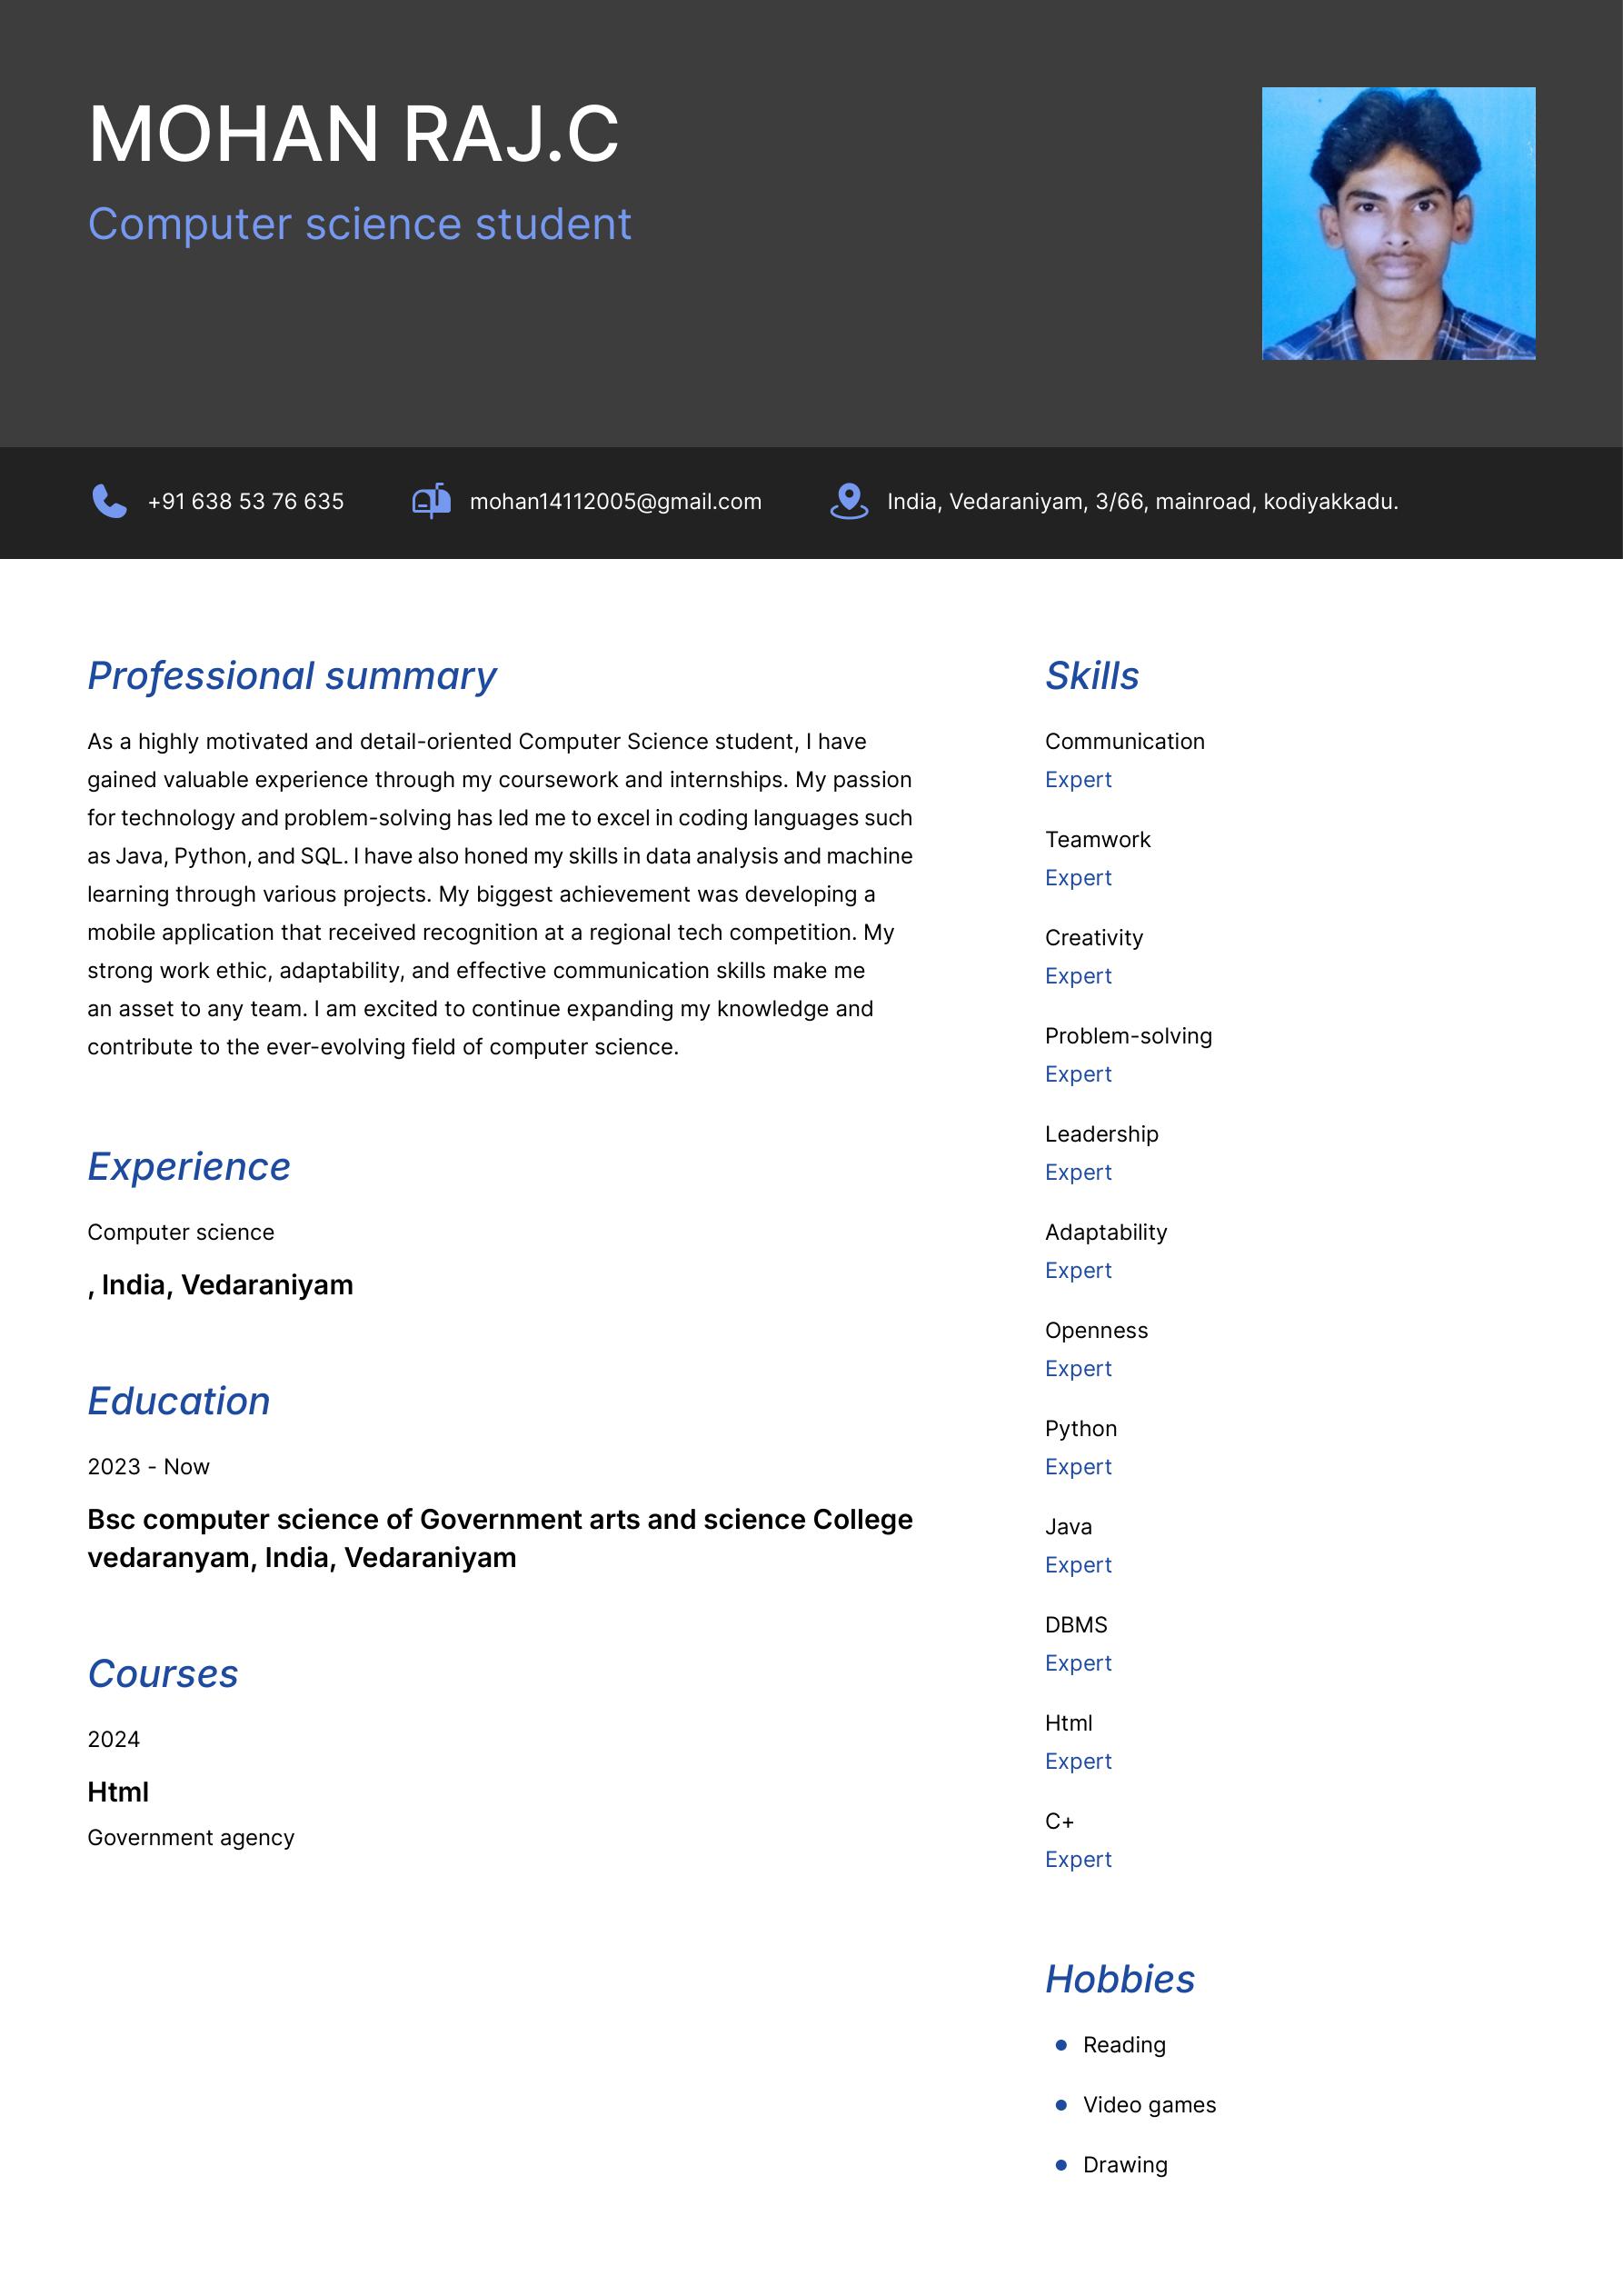 MOHAN RAJ.C
Computer science student
+91 638 53 76 635
mohan14112005@gmail.com
India, Vedaraniyam, 3/66, mainroad, kodiyakkadu.
Professional summary
As a highly motivated and detail-oriented Computer Science student, I have
gained valuable experience through my coursework and internships. My passion
for technology and problem-solving has led me to excel in coding languages such
as Java, Python, and SQL. I have also honed my skills in data analysis and machine
learning through various projects. My biggest achievement was developing a
mobile application that received recognition at a regional tech competition. My
strong work ethic, adaptability, and effective communication skills make me
an asset to any team. I am excited to continue expanding my knowledge and
contribute to the ever-evolving field of computer science.
Experience
Computer science
, India, Vedaraniyam
Education
2023 - Now
Bsc computer science of Government arts and science College
vedaranyam, India, Vedaraniyam
Courses
2024
Html
Government agency
Skills
Communication
Expert
Teamwork
Expert
Creativity
Expert
Problem-solving
Expert
Leadership
Expert
Adaptability
Expert
Openness
Expert
Python
Expert
Java
Expert
DBMS
Expert
Html
Expert
C+
Expert
Hobbies
Reading
Video games
Drawing